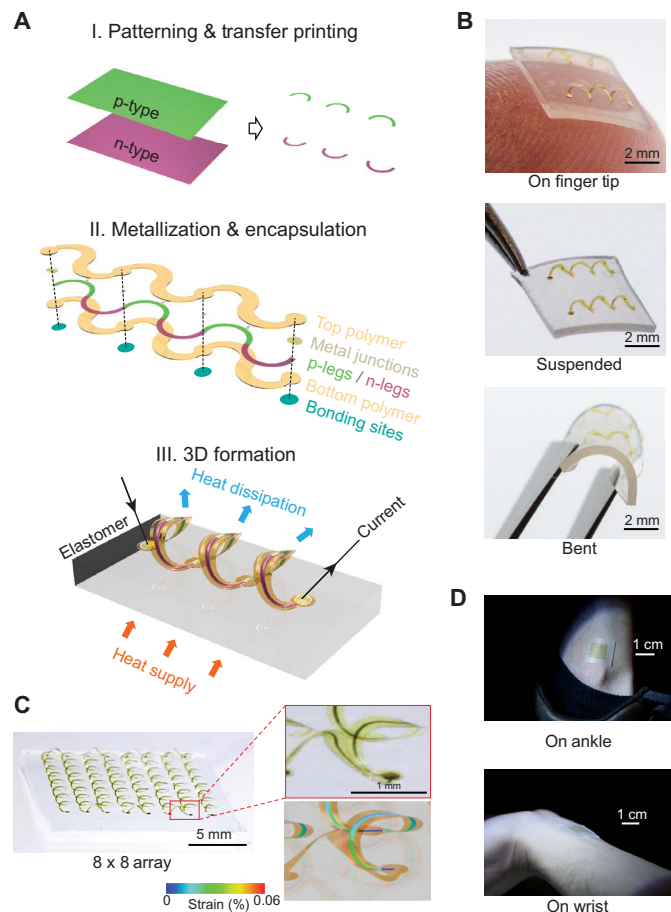 A
I. Patterning & transfer printing
p-type
n-type
II. Metallization & encapsulation
Top polymer
Metal junctions
p-legs / n-legs
Bottom polymer
Bonding sites
III. 3D formation
Heat dissipation
Elastomer
Current
Heat supply
B
2 mm
On finger tip
2 mm
Suspended
2 mm
Bent
C
1 mm
5 mm
8 x 8 array
0
0.06
Strain (%)
D
1 cm
On ankle
1 cm
On wrist